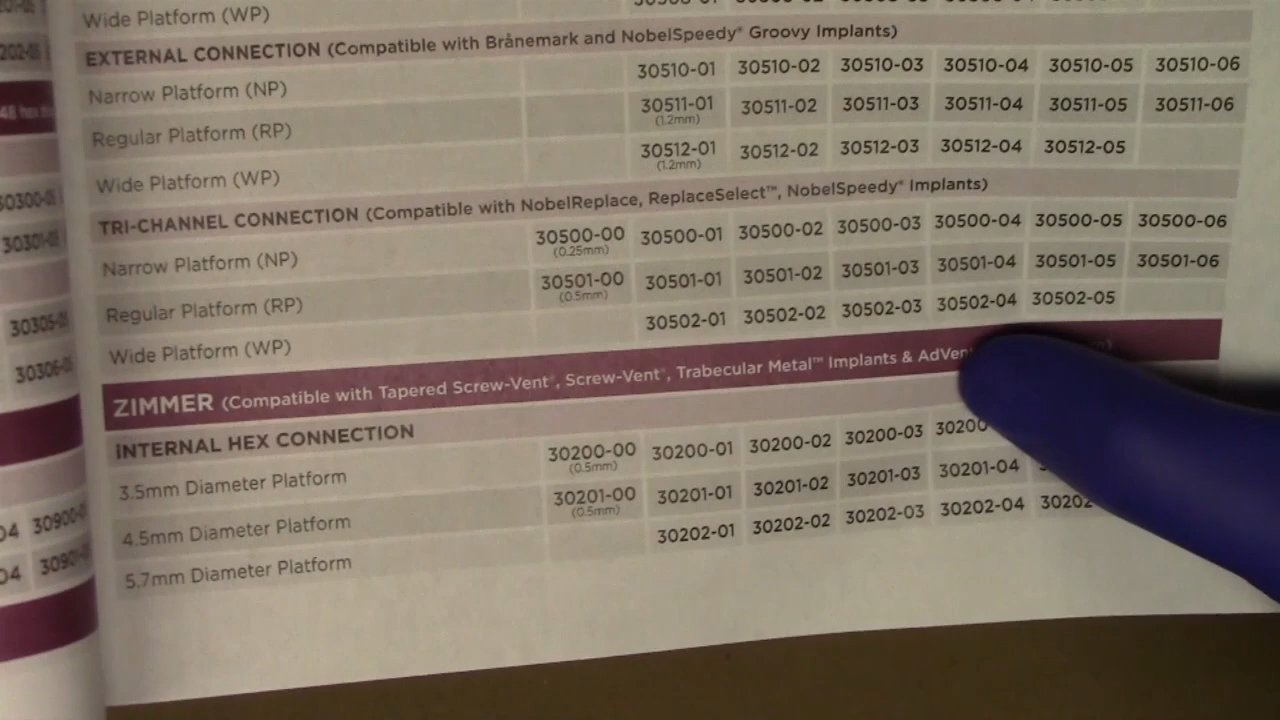 Wide Platform (WP)
EXTERNAL CONNECTION (Compatible with Brånemark and NobelSpeedy® Groovy Implants)
Narrow Platform (NP) 30510-01 30510-02 30510-03 30510-04 30510-05 30510-06
Regular Platform (RP) 30511-01 (1.2mm) 30511-02 30511-03 30511-04 30511-05 30511-06
Wide Platform (WP) 30512-01 (1.2mm) 30512-02 30512-03 30512-04 30512-05
TRI-CHANNEL CONNECTION (Compatible with NobelReplace, ReplaceSelect™, NobelSpeedy® Implants)
Narrow Platform (NP) 30500-00 (0.25mm) 30500-01 30500-02 30500-03 30500-04 30500-05 30500-06
Regular Platform (RP) 30501-00 (0.5mm) 30501-01 30501-02 30501-03 30501-04 30501-05 30501-06
Wide Platform (WP) 30502-01 30502-02 30502-03 30502-04 30502-05
ZIMMER (Compatible with Tapered Screw-Vent®, Screw-Vent®, Trabecular Metal™ Implants & AdVen
INTERNAL HEX CONNECTION
3.5mm Diameter Platform 30200-00 (0.5mm) 30200-01 30200-02 30200-03 30200
4.5mm Diameter Platform 30201-00 (0.5mm) 30201-01 30201-02 30201-03 30201-04
5.7mm Diameter Platform 30202-01 30202-02 30202-03 30202-04 30202